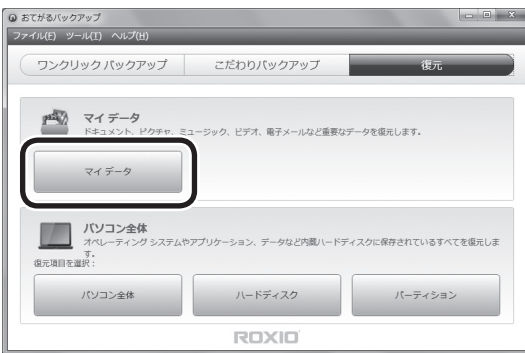 おてがるバックアップ
ファイル(F) ツール(T) ヘルプ(H)
ワンクリック バックアップ こだわりバックアップ 復元
マイ データ
ドキュメント、ピクチャ、ミュージック、ビデオ、電子メールなど重要なデータを復元します。
マイ データ
パソコン全体
オペレーティング システムやアプリケーション、データなど内蔵ハードディスクに保存されているすべてを復元しま
す。
復元項目を選択：
パソコン全体 ハードディスク パーティション
ROXIO